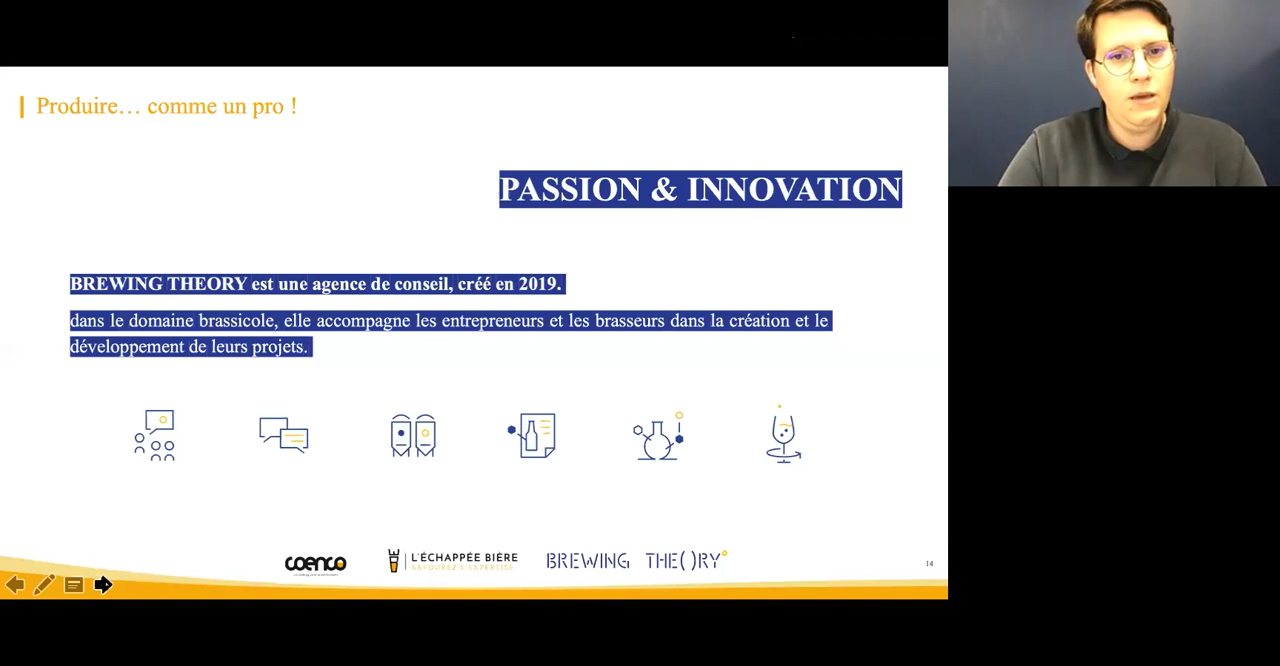 Produire… comme un pro !
PASSION & INNOVATION
BREWING THEORY est une agence de conseil, créé en 2019.
dans le domaine brassicole, elle accompagne les entrepreneurs et les brasseurs dans la création et le
développement de leurs projets.
coenco
L'ÉCHAPPÉE BIÈRE
SAVOUREZ L'EXPERTISE
BREWING THE( )RY
14